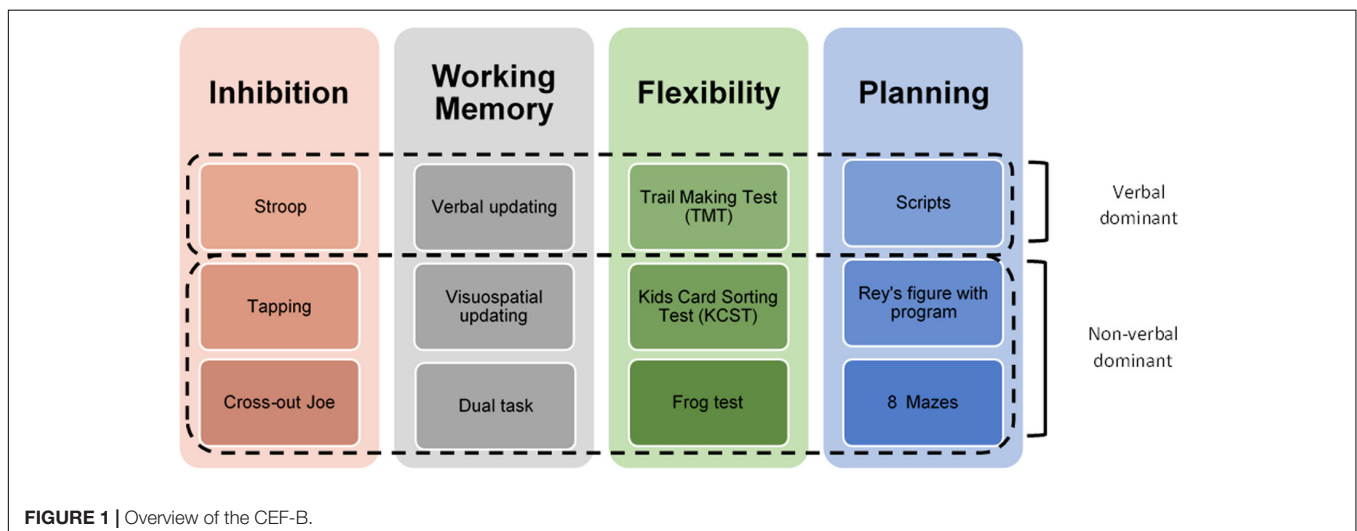 Inhibition
Working
Memory
Flexibility
Planning
Stroop
Verbal updating
Trail Making Test
(TMT)
Scripts
Verbal
dominant
Tapping
Visuospatial
updating
Kids Card Sorting
Test (KCST)
Rey's figure with
program
Non-verbal
dominant
Cross-out Joe
Dual task
Frog test
8 Mazes
FIGURE 1 | Overview of the CEF-B.